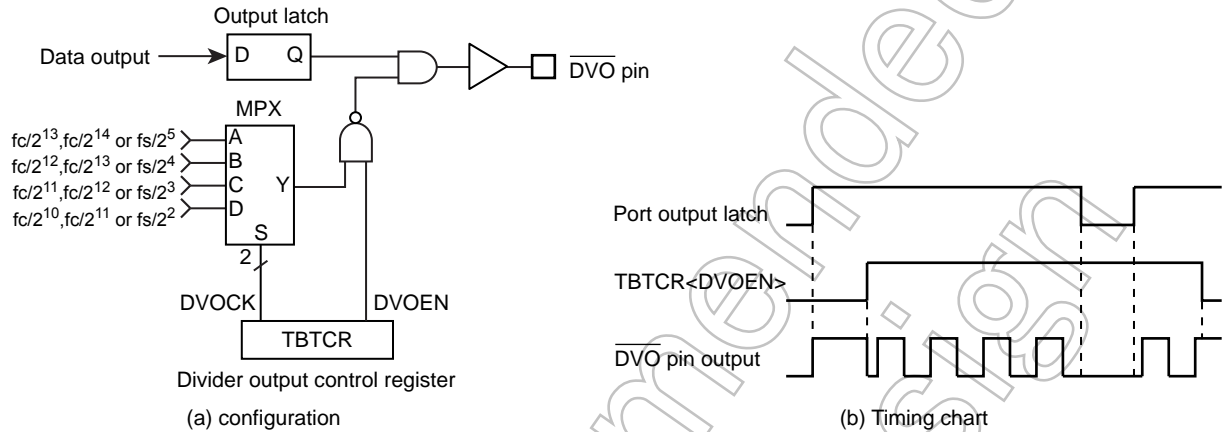 Output latch
Data output
D Q
DVO pin
MPX
fc/2^13,fc/2^14 or fs/2^5
A
fc/2^12,fc/2^13 or fs/2^4
B
fc/2^11,fc/2^12 or fs/2^3
C
Y
fc/2^10,fc/2^11 or fs/2^2
D
S
2
DVOCK
DVOEN
TBTCR
Divider output control register
(a) configuration
Port output latch
TBTCR<DVOEN>
DVO pin output
(b) Timing chart